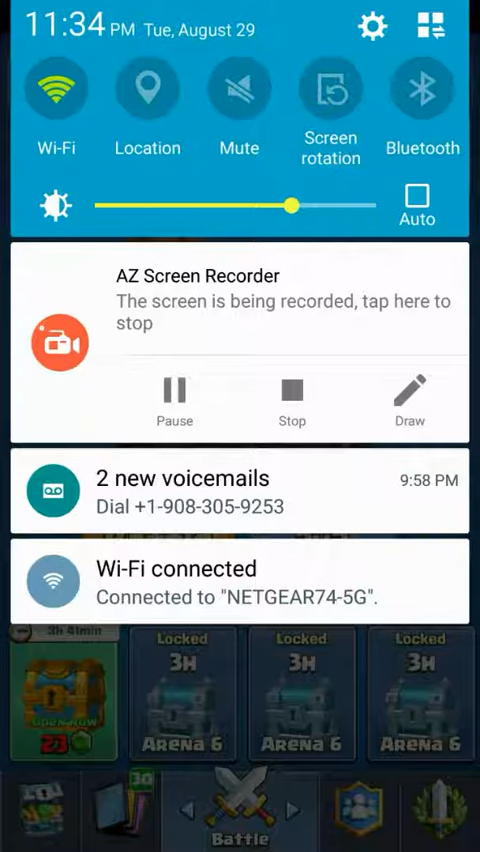 11:34 PM Tue, August 29
Wi-Fi
Location
Mute
Screen
rotation
Bluetooth
Auto
AZ Screen Recorder
The screen is being recorded, tap here to
stop
Pause
Stop
Draw
2 new voicemails
9:58 PM
Dial +1-908-305-9253
Wi-Fi connected
Connected to "NETGEAR74-5G".
3h 41min
Locked
Locked
Locked
3H
3H
3H
Open Now
23
Arena 6
Arena 6
Arena 6
30
Battle